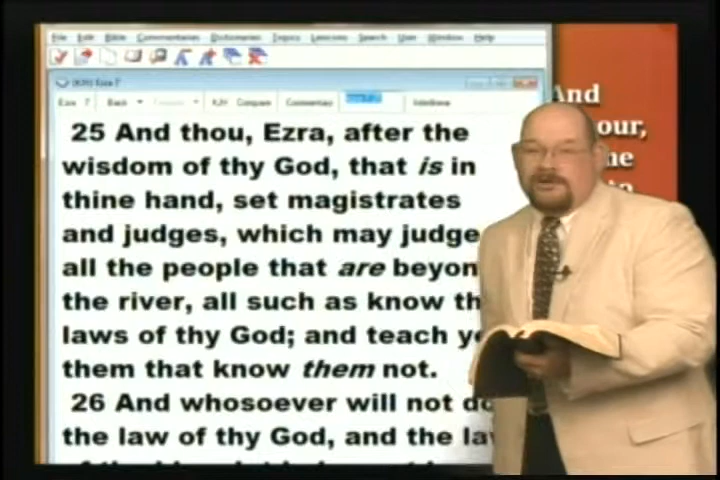 File Edit Bible Commentaries Dictionaries Topics Lexicons Search User Window Help
(KJV) Ezra 7
Ezra 7 Back KJV Compare Commentary
25 And thou, Ezra, after the
wisdom of thy God, that is in
thine hand, set magistrates
and judges, which may judge
all the people that are beyon
the river, all such as know th
laws of thy God; and teach y
them that know them not.
26 And whosoever will not do
the law of thy God, and the la
And
our,